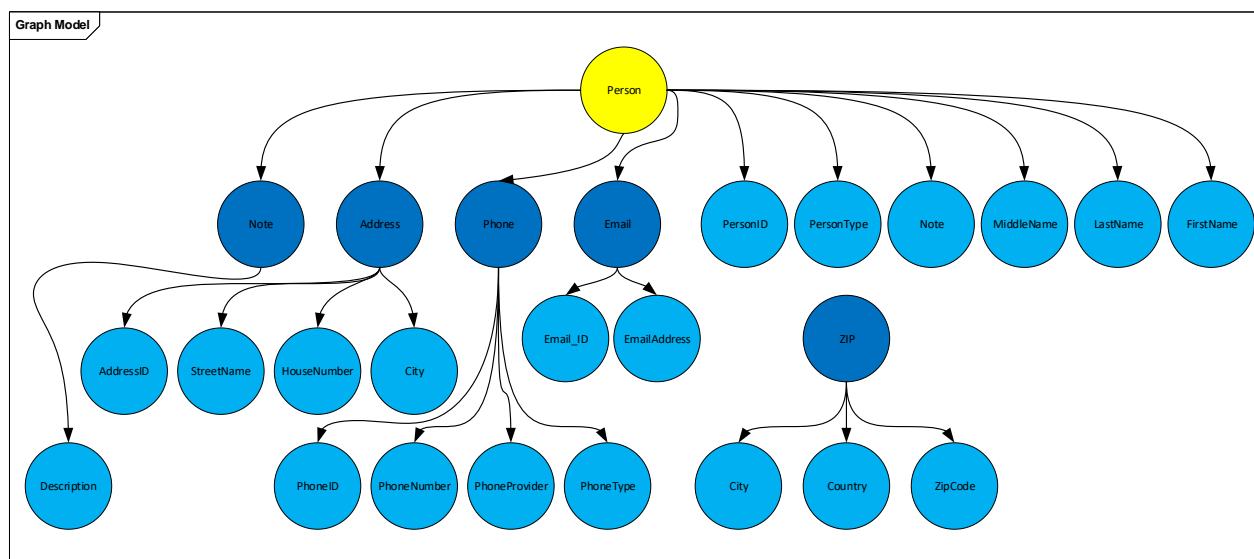 Graph Model
Person
Note
Address
Phone
Email
PersonID
PersonType
Note
MiddleName
LastName
FirstName
Email_ID
EmailAddress
ZIP
AddressID
StreetName
HouseNumber
City
Description
PhoneID
PhoneNumber
PhoneProvider
PhoneType
City
Country
ZipCode